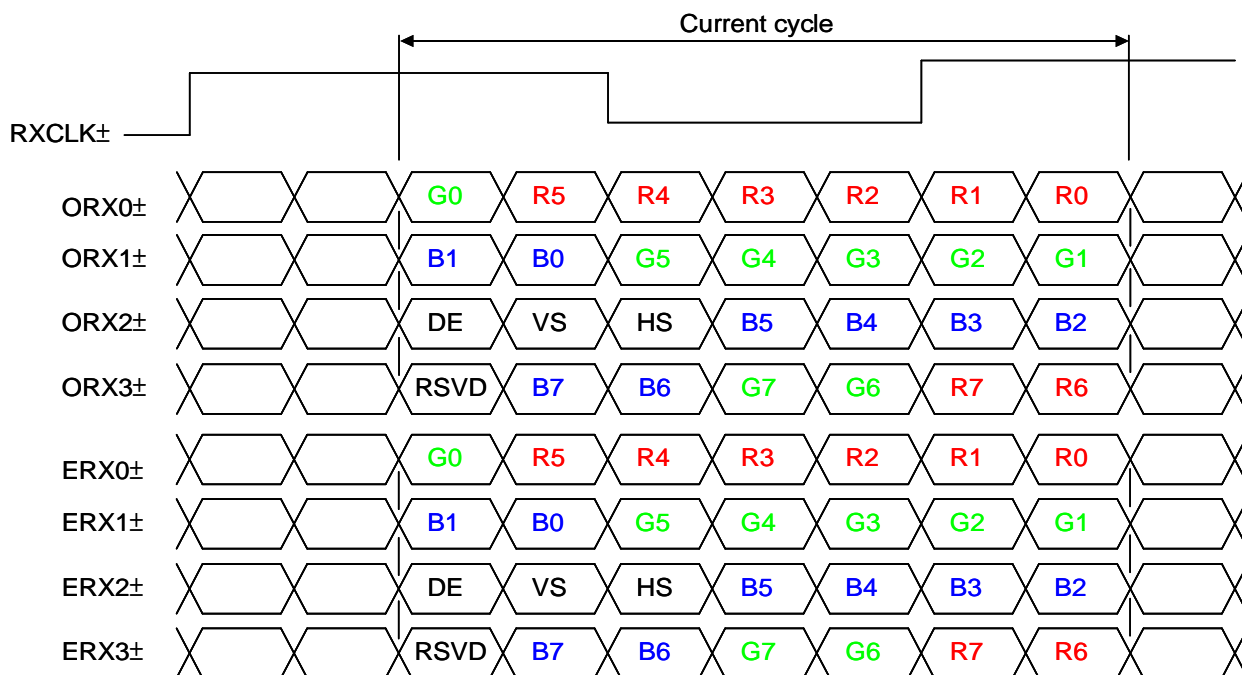 Current cycle
RXCLK±
ORX0± G0 R5 R4 R3 R2 R1 R0
ORX1± B1 B0 G5 G4 G3 G2 G1
ORX2± DE VS HS B5 B4 B3 B2
ORX3± RSVD B7 B6 G7 G6 R7 R6
ERX0± G0 R5 R4 R3 R2 R1 R0
ERX1± B1 B0 G5 G4 G3 G2 G1
ERX2± DE VS HS B5 B4 B3 B2
ERX3± RSVD B7 B6 G7 G6 R7 R6